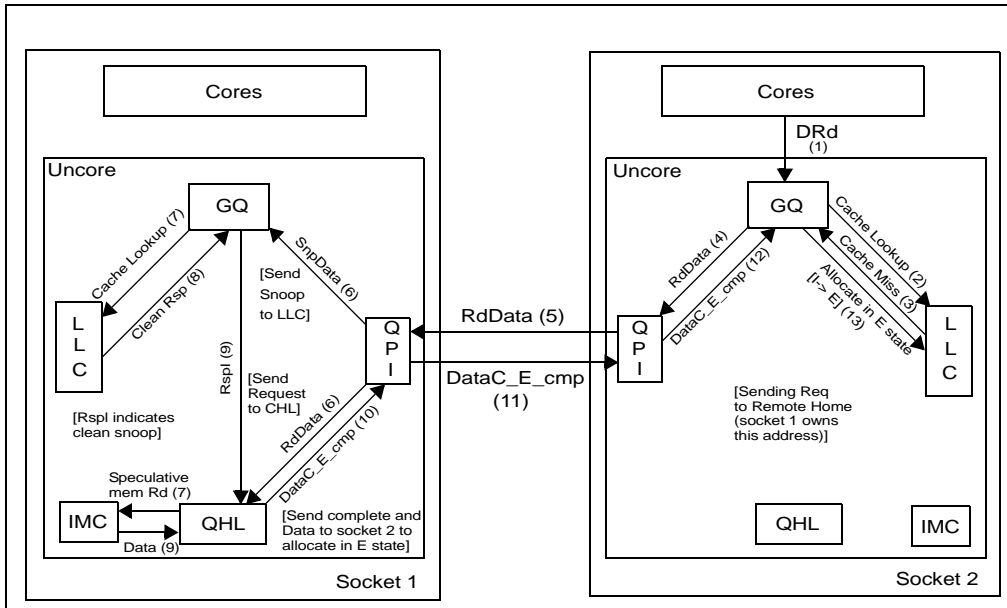 Cores
Uncore
GQ
Cache Lookup (7)
Clean Rsp (8)
SnpData (6)
[Send
Snoop
to LLC]
LLC
QPI
RspI (9)
[Send
Request
to CHL]
[RspI indicates
clean snoop]
RdData (6)
DataC_E_cmp (10)
Speculative
mem Rd (7)
IMC
Data (9)
QHL
[Send complete and
Data to socket 2 to
allocate in E state]
Socket 1
RdData (5)
DataC_E_cmp
(11)
Cores
DRd
(1)
Uncore
GQ
RdData (4)
DataC_E_cmp (12)
Cache Lookup (2)
Cache Miss (3)
Allocate in E state
[I-> E] (13)
QPI
LLC
[Sending Req
to Remote Home
(socket 1 owns
this address)]
QHL
IMC
Socket 2